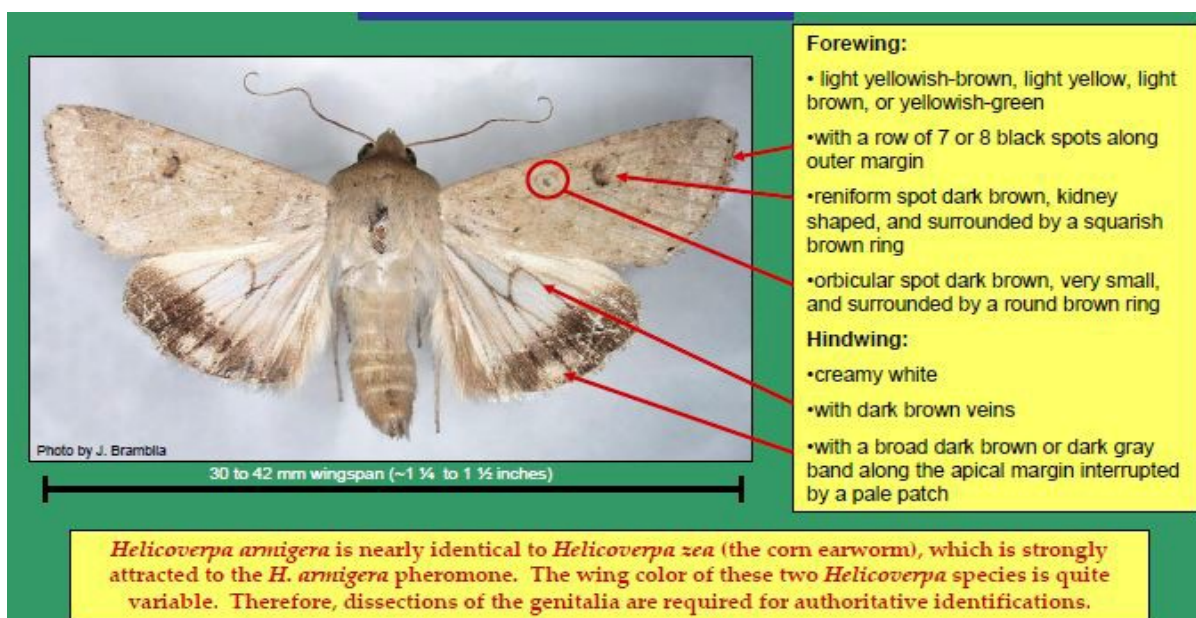 Forewing:
• light yellowish-brown, light yellow, light
brown, or yellowish-green
•with a row of 7 or 8 black spots along
outer margin
•reniform spot dark brown, kidney
shaped, and surrounded by a squarish
brown ring
•orbicular spot dark brown, very small,
and surrounded by a round brown ring
Hindwing:
•creamy white
•with dark brown veins
•with a broad dark brown or dark gray
band along the apical margin interrupted
by a pale patch
Photo by J. Brambila
30 to 42 mm wingspan (~1 ¼ to 1 ½ inches)
Helicoverpa armigera is nearly identical to Helicoverpa zea (the corn earworm), which is strongly
attracted to the H. armigera pheromone. The wing color of these two Helicoverpa species is quite
variable. Therefore, dissections of the genitalia are required for authoritative identifications.